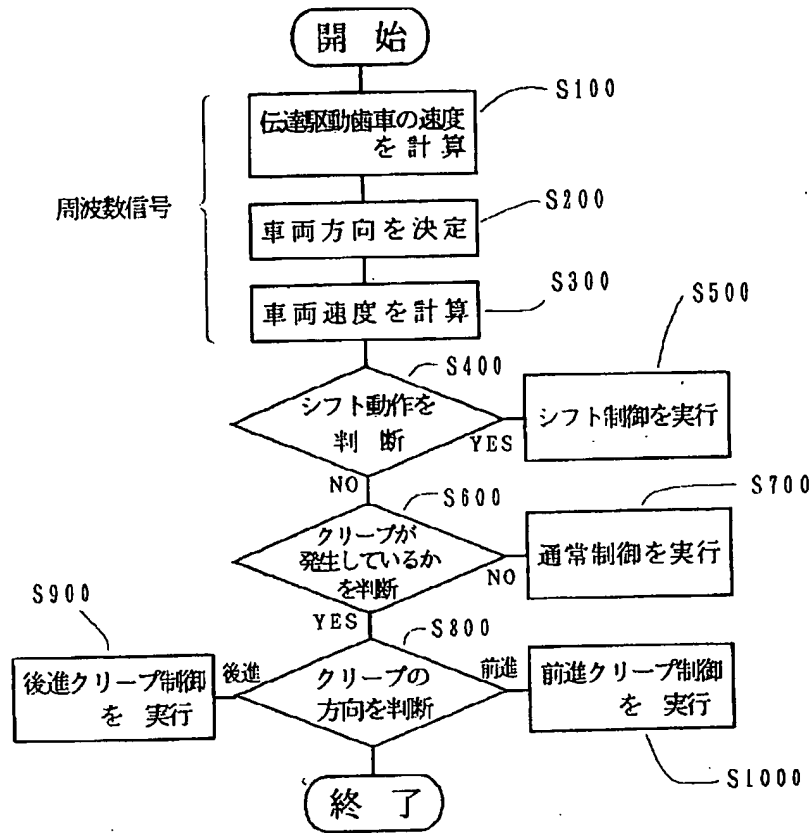 開始
S100
伝達駆動歯車の速度
を計算
周波数信号
S200
車両方向を決定
S300
車両速度を計算
S500
S400
シフト動作を
判断
YES
シフト制御を実行
NO
S600
S700
クリープが
発生しているか
を判断
NO
通常制御を実行
S900
YES
S800
後進クリープ制御
を実行
後進
クリープの
方向を判断
前進
前進クリープ制御
を実行
S1000
終了